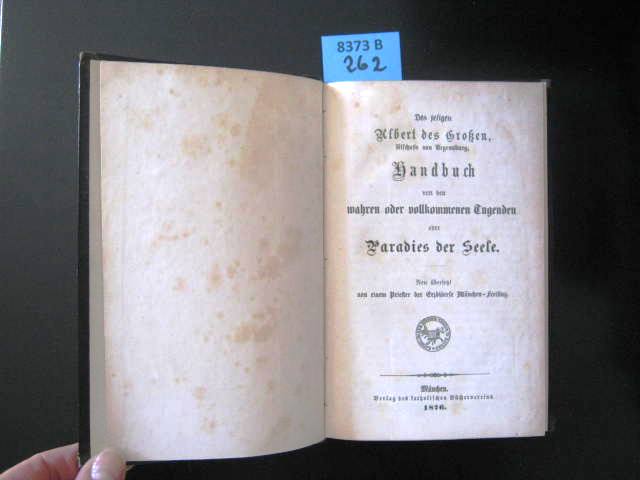 8373 B
262
Des seligen
Albert des Großen,
Bischofs von Regensburg,
Handbuch
von den
wahren oder vollkommenen Tugenden
oder
Paradies der Seele.
Neu übersetzt
von einem Priester der Erzdiöcese München-Freising.
München.
Verlag des katholischen Büchervereins
1876.